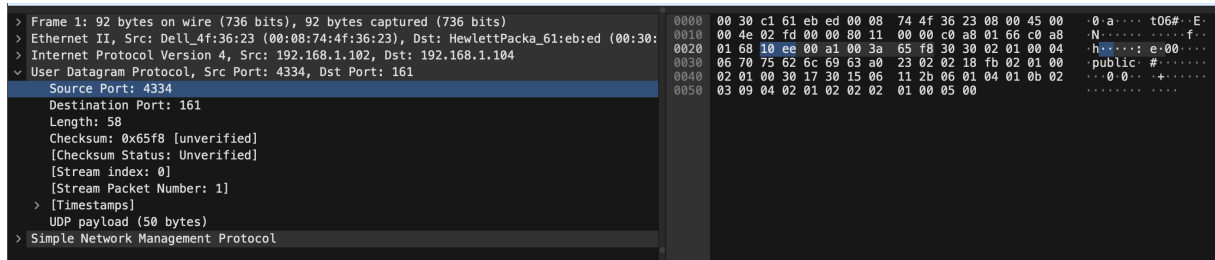 > Frame 1: 92 bytes on wire (736 bits), 92 bytes captured (736 bits)
> Ethernet II, Src: Dell_4f:36:23 (00:08:74:4f:36:23), Dst: HewlettPacka_61:eb:ed (00:30:
> Internet Protocol Version 4, Src: 192.168.1.102, Dst: 192.168.1.104
User Datagram Protocol, Src Port: 4334, Dst Port: 161
Source Port: 4334
Destination Port: 161
Length: 58
Checksum: 0x65f8 [unverified]
[Checksum Status: Unverified]
[Stream index: 0]
[Stream Packet Number: 1]
> [Timestamps]
UDP payload (50 bytes)
> Simple Network Management Protocol
0000 00 30 c1 61 eb ed 00 08 74 4f 36 23 08 00 45 00 ·0·a···· tO6#··E·
0010 00 4e 02 fd 00 00 80 11 00 00 c0 a8 01 66 c0 a8 ·N······ ·····f··
0020 01 68 10 ee 00 a1 00 3a 65 f8 30 30 02 01 00 04 ·h·····: e·00····
0030 06 70 75 62 6c 69 63 a0 23 02 02 18 fb 02 01 00 ·public· #·······
0040 02 01 00 30 17 30 15 06 11 2b 06 01 04 01 0b 02 ···0·0·· ·+······
0050 03 09 04 02 01 02 02 02 01 00 05 00 ········ ····